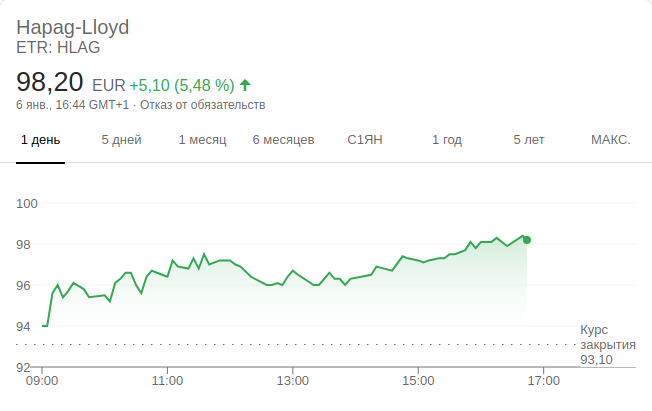 Hapag-Lloyd
ETR: HLAG
98,20 EUR +5,10 (5,48 %)
6 янв., 16:44 GMT+1 · Отказ от обязательств
1 день 5 дней 1 месяц 6 месяцев С1ЯН 1 год 5 лет МАКС.
100
98
96
94
Курс
закрытия
93,10
92
09:00 11:00 13:00 15:00 17:00